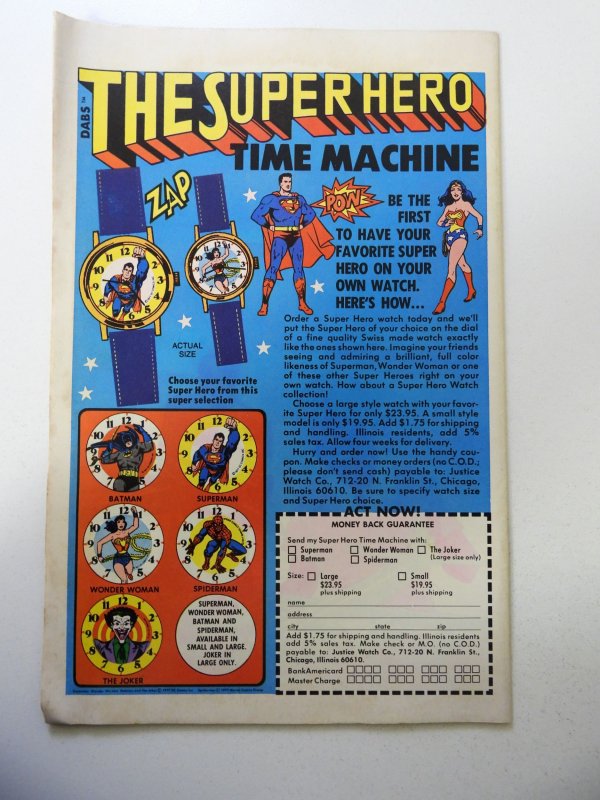 DABS™
THE SUPER HERO
TIME MACHINE
ZAP
POW
BE THE
FIRST
TO HAVE YOUR
FAVORITE SUPER
HERO ON YOUR
OWN WATCH.
HERE'S HOW...
ACTUAL
SIZE
Choose your favorite
Super Hero from this
super selection
Order a Super Hero watch today and we'll
put the Super Hero of your choice on the dial
of a fine quality Swiss made watch exactly
like the ones shown here. Imagine your friends
seeing and admiring a brilliant, full color
likeness of Superman, Wonder Woman or one
of these other Super Heroes right on your
own watch. How about a Super Hero Watch
collection!
Choose a large style watch with your favor-
ite Super Hero for only $23.95. A small style
model is only $19.95. Add $1.75 for shipping
and handling. Illinois residents, add 5%
sales tax. Allow four weeks for delivery.
Hurry and order now! Use the handy cou-
pon. Make checks or money orders (no C.O.D.;
please don't send cash) payable to: Justice
Watch Co., 712-20 N. Franklin St., Chicago,
Illinois 60610. Be sure to specify watch size
and Super Hero choice.
ACT NOW!
BATMAN
SUPERMAN
WONDER WOMAN
SPIDERMAN
THE JOKER
SUPERMAN,
WONDER WOMAN,
BATMAN AND
SPIDERMAN,
AVAILABLE IN
SMALL AND LARGE.
JOKER IN
LARGE ONLY.
MONEY BACK GUARANTEE
Send my Super Hero Time Machine with:
Superman Wonder Woman The Joker
Batman Spiderman (Large size only)
Size: Large Small
$23.95 $19.95
plus shipping plus shipping
name
address
city state zip
Add $1.75 for shipping and handling. Illinois residents
add 5% sales tax. Make check or M.O. (no C.O.D.)
payable to: Justice Watch Co., 712-20 N. Franklin St.,
Chicago, Illinois 60610.
BankAmericard
Master Charge